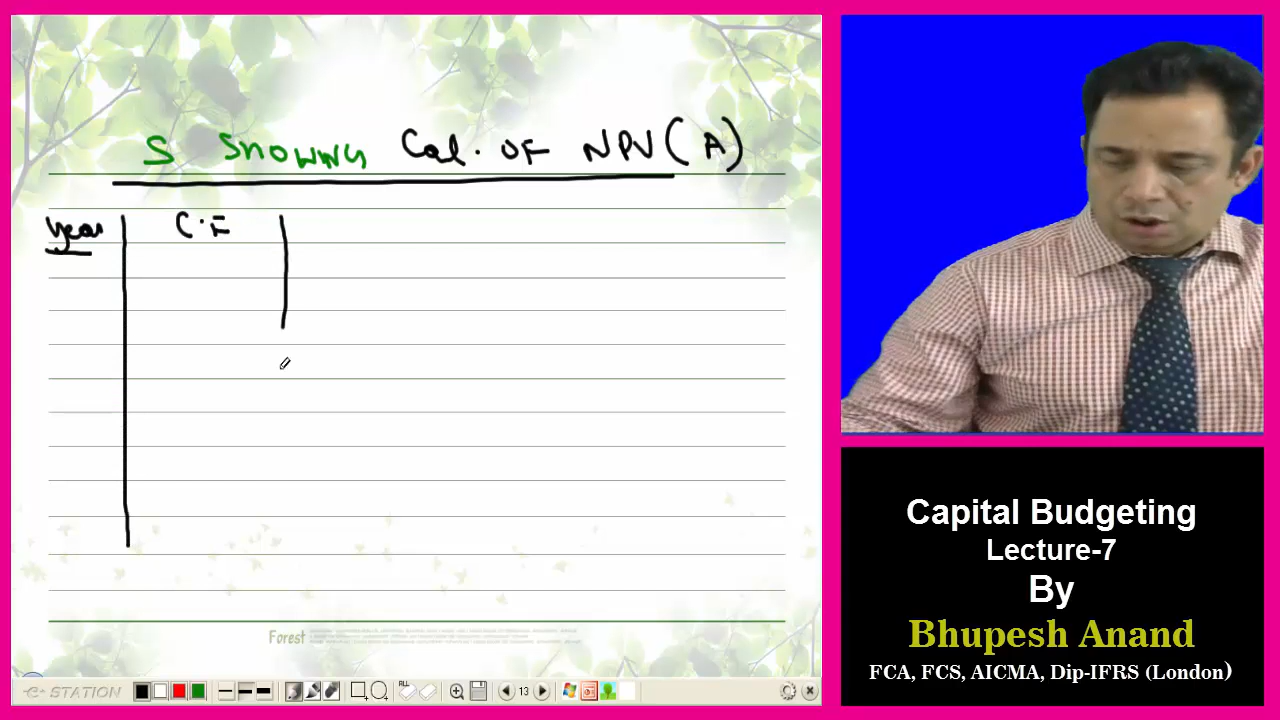 S SHOWING Cal. OF NPV (A)
Year C.F
Forest
e-STATION
13
Capital Budgeting
Lecture-7
By
Bhupesh Anand
FCA, FCS, AICMA, Dip-IFRS (London)